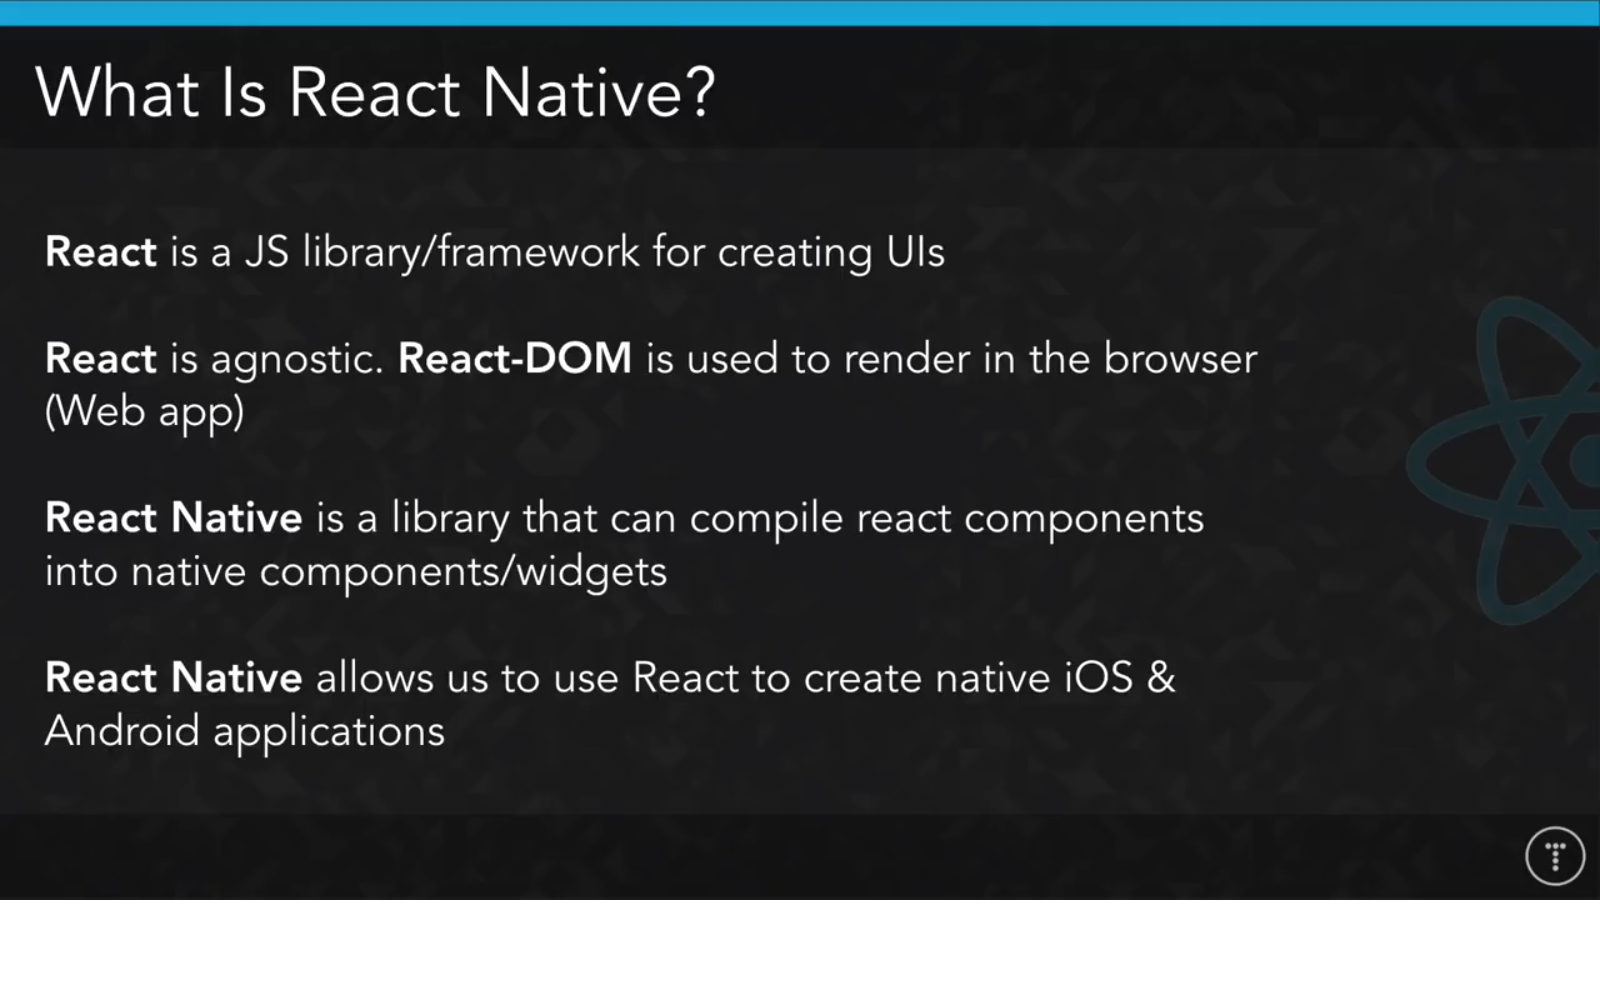 What Is React Native?
React is a JS library/framework for creating UIs
React is agnostic. React-DOM is used to render in the browser
(Web app)
React Native is a library that can compile react components
into native components/widgets
React Native allows us to use React to create native iOS &
Android applications